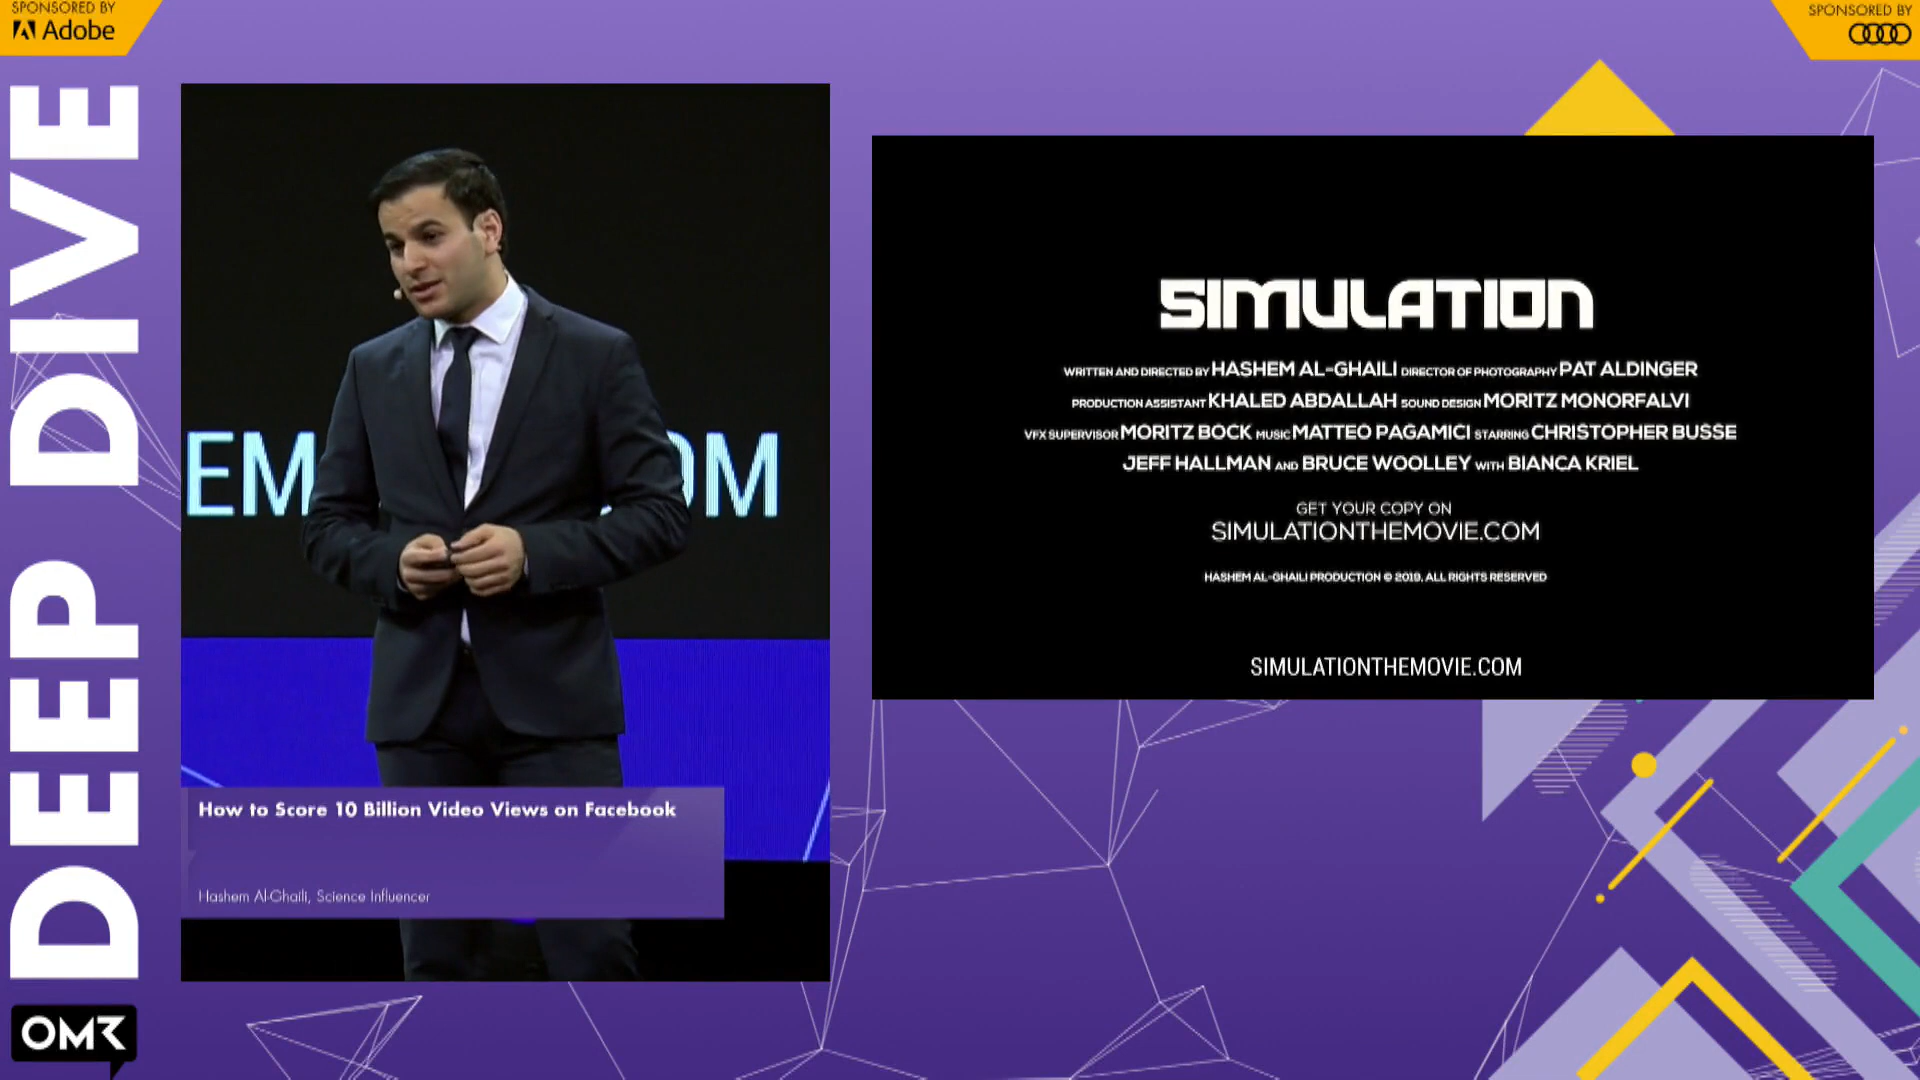 SPONSORED BY
Adobe
SPONSORED BY
DEEP DIVE
EM
OM
How to Score 10 Billion Video Views on Facebook
Hashem Al-Ghaili, Science Influencer
OMR
SIMULATION
WRITTEN AND DIRECTED BY HASHEM AL-GHAILI DIRECTOR OF PHOTOGRAPHY PAT ALDINGER
PRODUCTION ASSISTANT KHALED ABDALLAH SOUND DESIGN MORITZ MONORFALVI
VFX SUPERVISOR MORITZ BOCK MUSIC MATTEO PAGAMICI STARRING CHRISTOPHER BUSSE
JEFF HALLMAN AND BRUCE WOOLLEY WITH BIANCA KRIEL
GET YOUR COPY ON
SIMULATIONTHEMOVIE.COM
HASHEM AL-GHAILI PRODUCTION © 2019, ALL RIGHTS RESERVED
SIMULATIONTHEMOVIE.COM